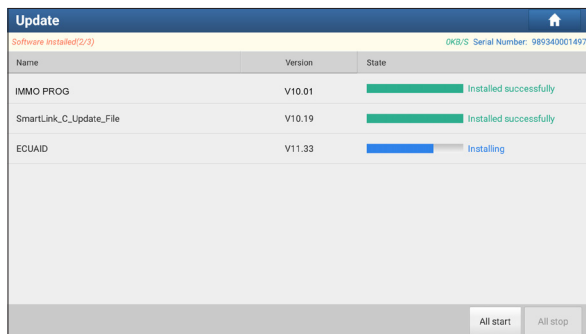 Update
Software Installed(2/3) 0KB/S Serial Number: 989340001497
Name Version State
IMMO PROG V10.01 Installed successfully
SmartLink_C_Update_File V10.19 Installed successfully
ECUAID V11.33 Installing
All start All stop